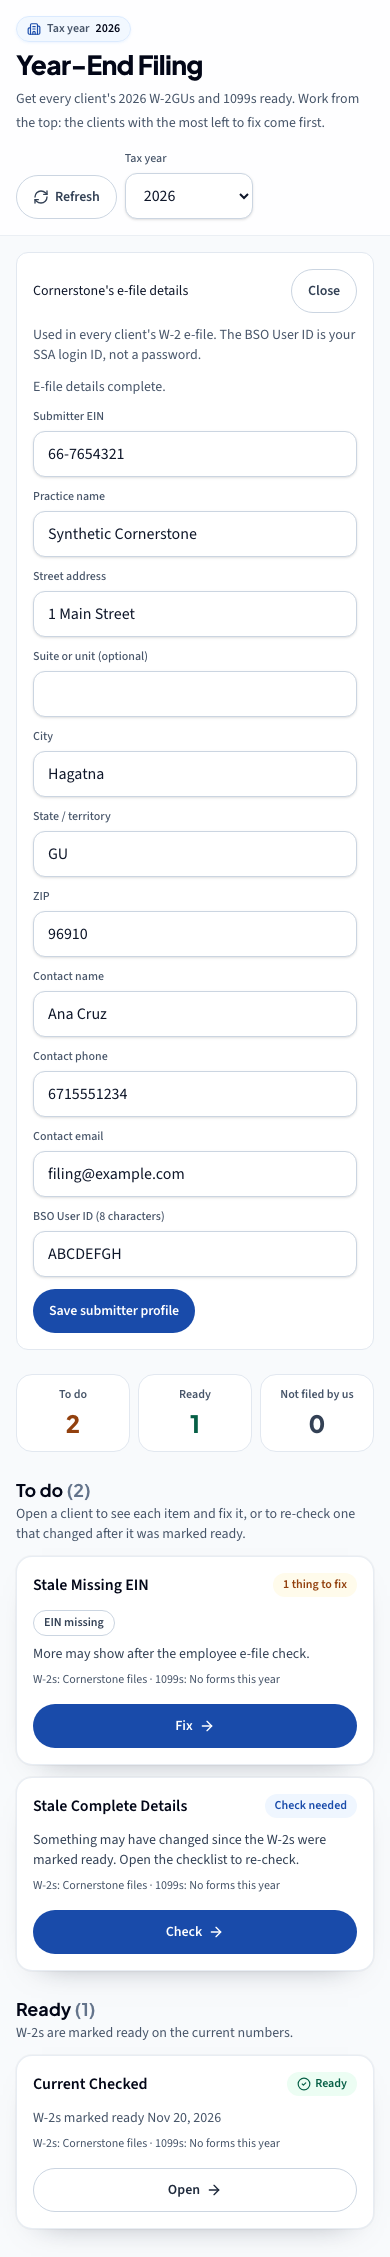 Tax year 2026
Year-End Filing
Get every client's 2026 W-2GUs and 1099s ready. Work from
the top: the clients with the most left to fix come first.
Tax year
Refresh
2026
Cornerstone's e-file details
Close
Used in every client's W-2 e-file. The BSO User ID is your
SSA login ID, not a password.
E-file details complete.
Submitter EIN
66-7654321
Practice name
Synthetic Cornerstone
Street address
1 Main Street
Suite or unit (optional)
City
Hagatna
State / territory
GU
ZIP
96910
Contact name
Ana Cruz
Contact phone
6715551234
Contact email
filing@example.com
BSO User ID (8 characters)
ABCDEFGH
Save submitter profile
To do
2
Ready
1
Not filed by us
0
To do (2)
Open a client to see each item and fix it, or to re-check one
that changed after it was marked ready.
Stale Missing EIN
1 thing to fix
EIN missing
More may show after the employee e-file check.
W-2s: Cornerstone files · 1099s: No forms this year
Fix
Stale Complete Details
Check needed
Something may have changed since the W-2s were
marked ready. Open the checklist to re-check.
W-2s: Cornerstone files · 1099s: No forms this year
Check
Ready (1)
W-2s are marked ready on the current numbers.
Current Checked
Ready
W-2s marked ready Nov 20, 2026
W-2s: Cornerstone files · 1099s: No forms this year
Open